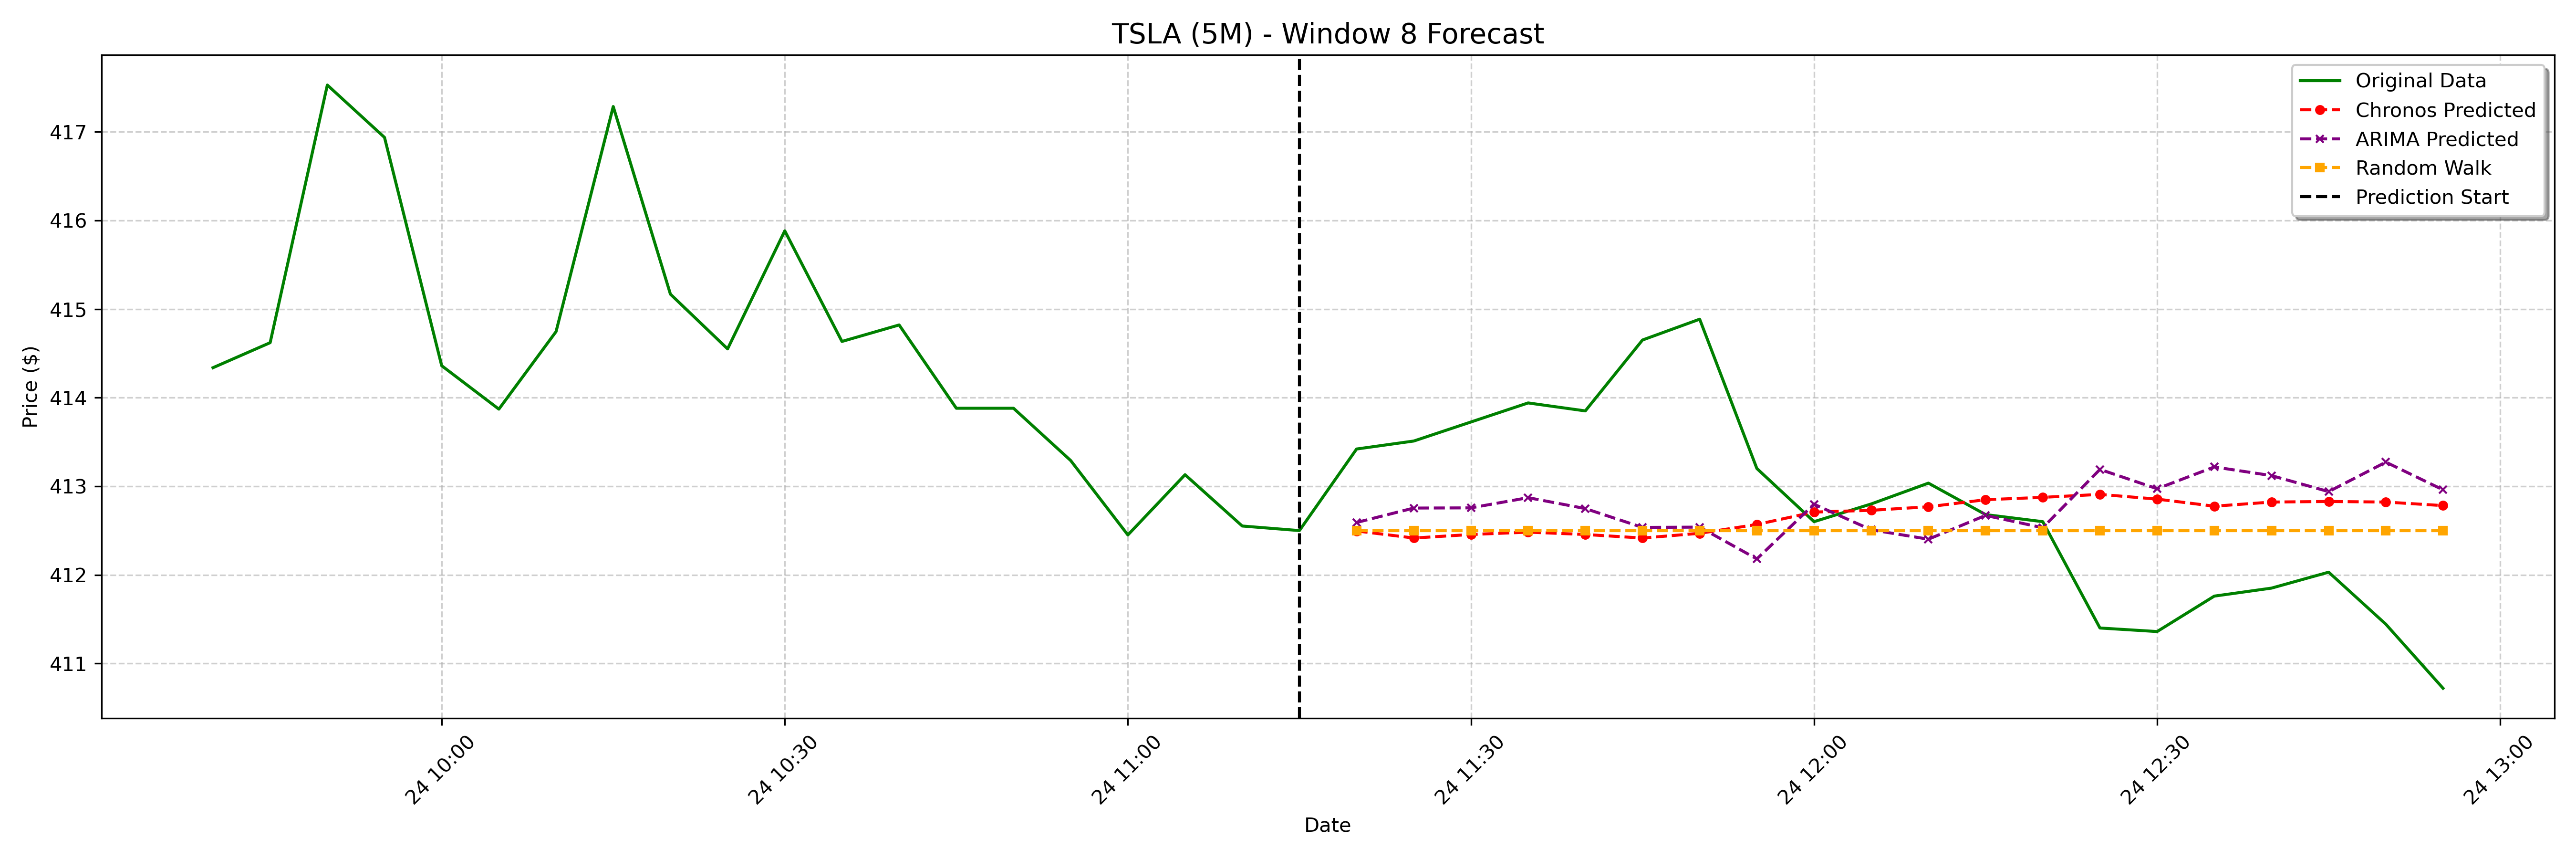 TSLA (5M) - Window 8 Forecast
Original Data
Chronos Predicted
ARIMA Predicted
Random Walk
Prediction Start
Price ($)
417
416
415
414
413
412
411
24 10:00
24 10:30
24 11:00
24 11:30
24 12:00
24 12:30
24 13:00
Date